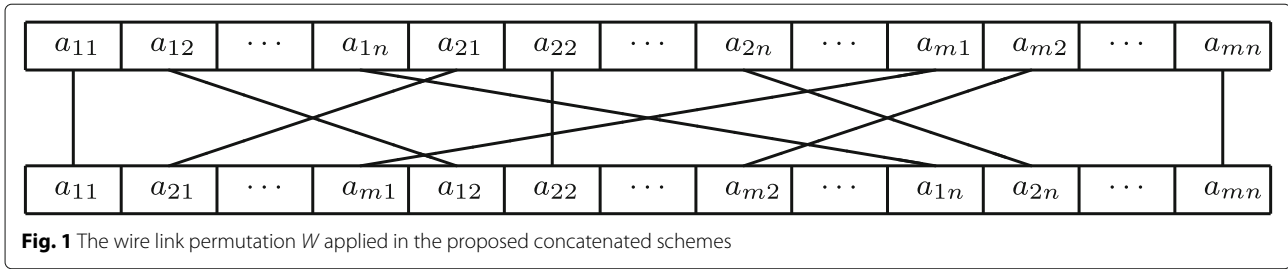 a₁₁ a₁₂ ⋯ a₁ₙ a₂₁ a₂₂ ⋯ a₂ₙ ⋯ aₘ₁ aₘ₂ ⋯ aₘₙ
a₁₁ a₂₁ ⋯ aₘ₁ a₁₂ a₂₂ ⋯ aₘ₂ ⋯ a₁ₙ a₂ₙ ⋯ aₘₙ
Fig. 1 The wire link permutation W applied in the proposed concatenated schemes